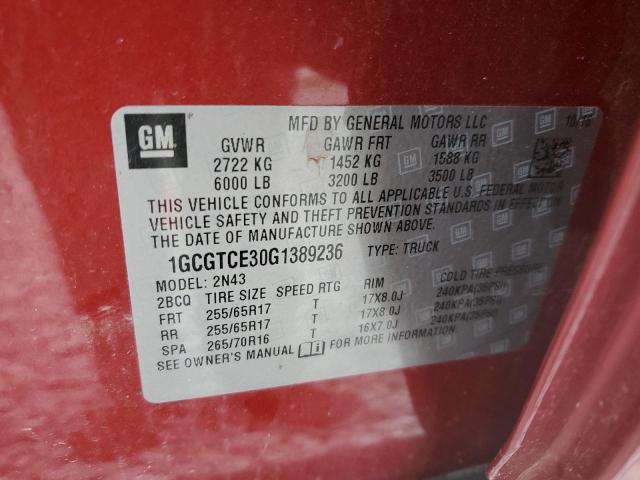 GM
MFD BY GENERAL MOTORS LLC
GVWR GAWR FRT GAWR RR
2722 KG 1452 KG 1588 KG
6000 LB 3200 LB 3500 LB
THIS VEHICLE CONFORMS TO ALL APPLICABLE U.S. FEDERAL MOTOR
VEHICLE SAFETY AND THEFT PREVENTION STANDARDS IN EFFECT ON
THE DATE OF MANUFACTURE SHOWN ABOVE.
1GCGTCE30G1389236 TYPE: TRUCK
MODEL: 2N43
2BCQ TIRE SIZE SPEED RTG RIM COLD TIRE PRESSURE
FRT 255/65R17 T 17X8.0J 240KPA(35PSI)
RR 255/65R17 T 17X8.0J 240KPA(35PSI)
SPA 265/70R16 T 16X7.0J 240KPA(35PSI)
SEE OWNER'S MANUAL FOR MORE INFORMATION